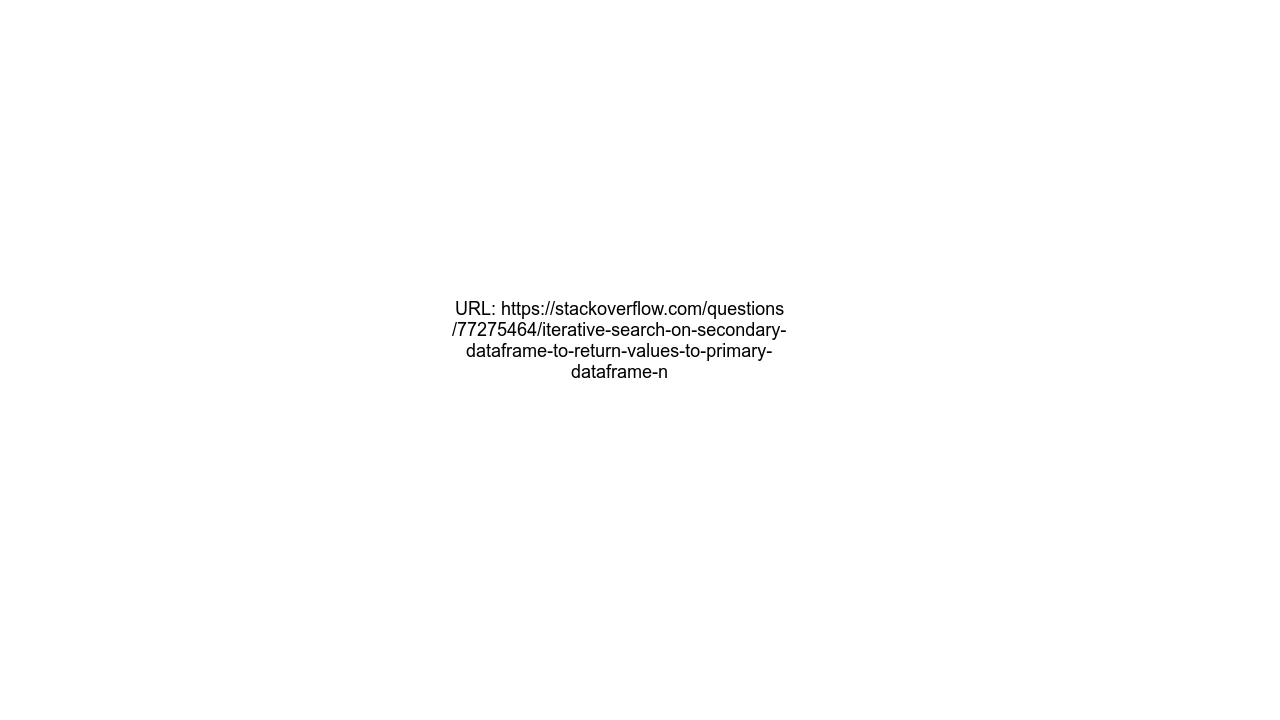 URL: https://stackoverflow.com/questions
/77275464/iterative-search-on-secondary-
dataframe-to-return-values-to-primary-
dataframe-n